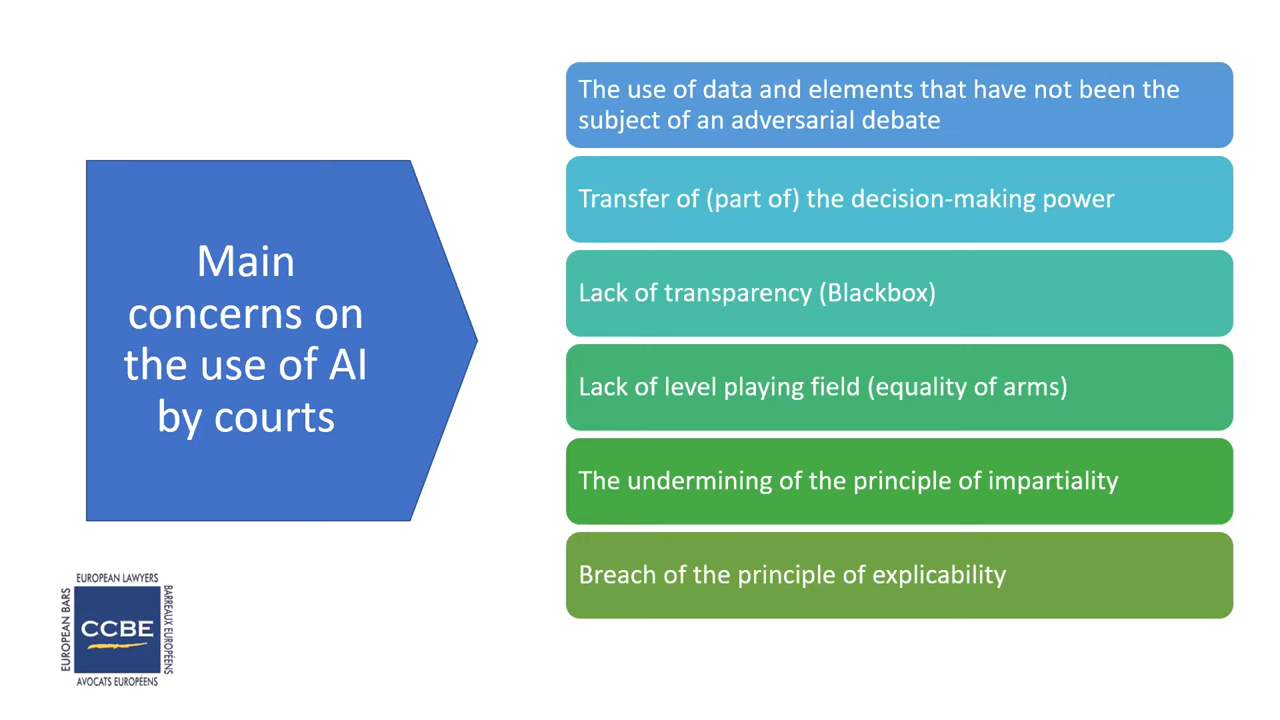 Main
concerns on
the use of AI
by courts
The use of data and elements that have not been the
subject of an adversarial debate
Transfer of (part of) the decision-making power
Lack of transparency (Blackbox)
Lack of level playing field (equality of arms)
The undermining of the principle of impartiality
Breach of the principle of explicability
EUROPEAN LAWYERS
EUROPEAN BARS
CCBE
BARREAUX EUROPÉENS
AVOCATS EUROPÉENS